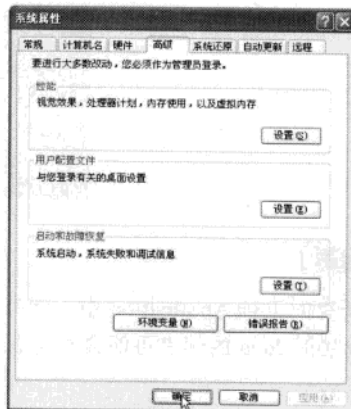 系统属性
常规 计算机名 硬件 高级 系统还原 自动更新 远程
要进行大多数改动，您必须作为管理员登录。
性能
视觉效果，处理器计划，内存使用，以及虚拟内存
设置(S)
用户配置文件
与您登录有关的桌面设置
设置(E)
启动和故障恢复
系统启动，系统失败和调试信息
设置(T)
环境变量(N) 错误报告(R)
确定 取消 应用(A)